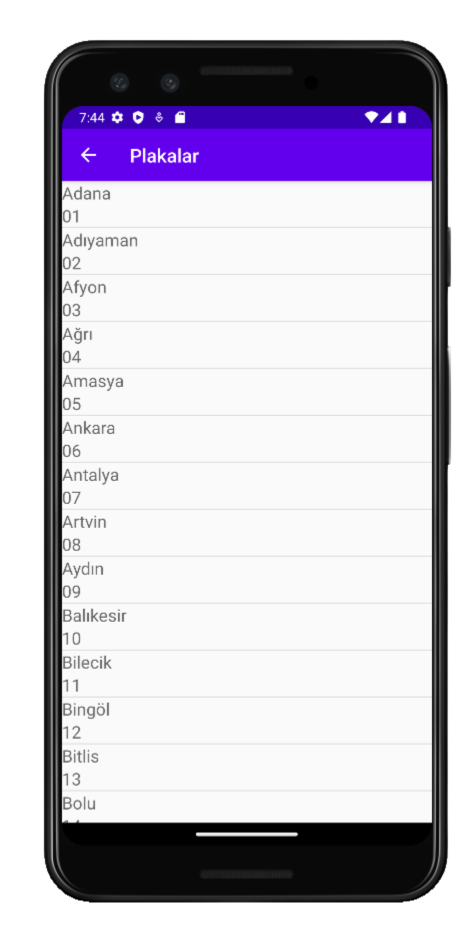 7:44
Plakalar
Adana
01
Adıyaman
02
Afyon
03
Ağrı
04
Amasya
05
Ankara
06
Antalya
07
Artvin
08
Aydın
09
Balıkesir
10
Bilecik
11
Bingöl
12
Bitlis
13
Bolu